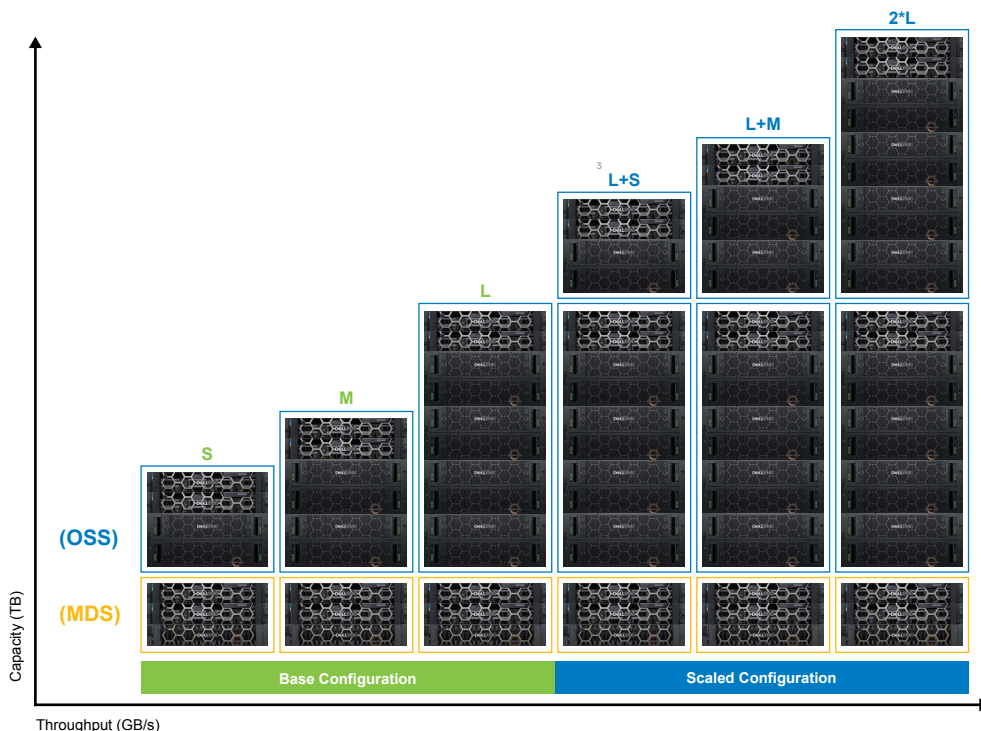 2*L
L+M
3
L+S
L
M
S
(OSS)
(MDS)
Capacity (TB)
Base Configuration
Scaled Configuration
Throughput (GB/s)